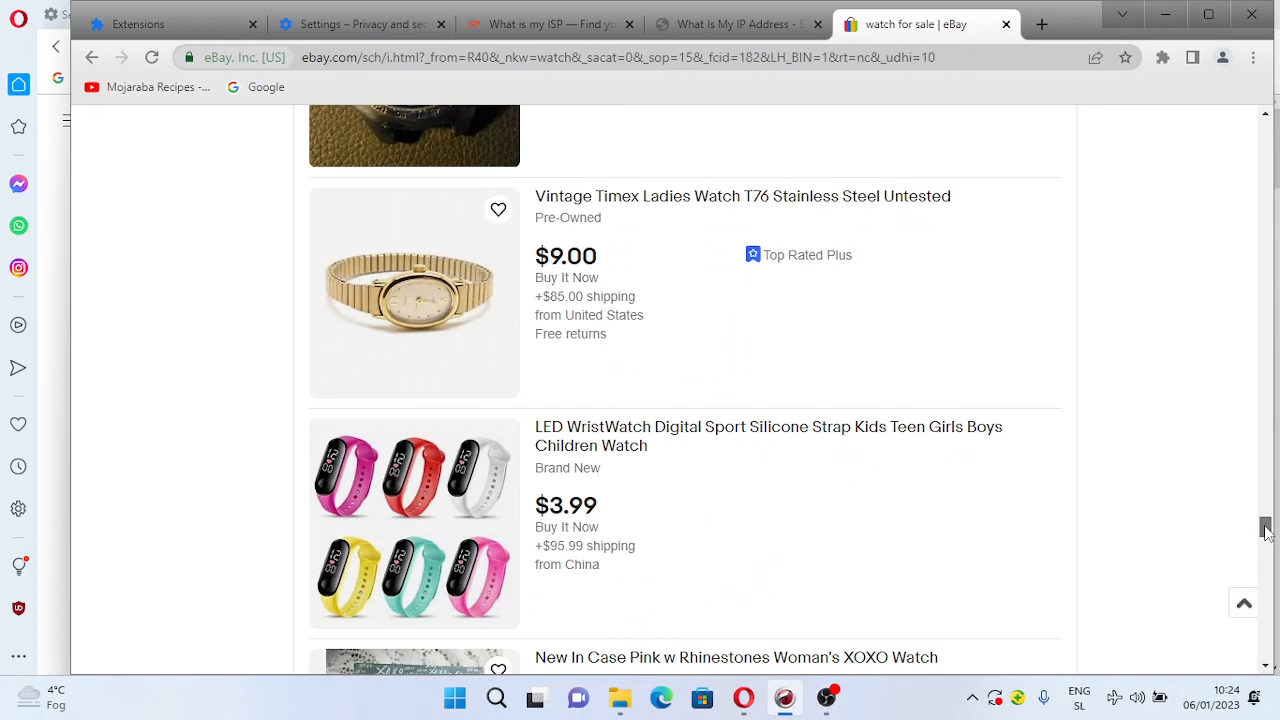 Extensions
Settings – Privacy and sec
What is my ISP — Find yo
What Is My IP Address -
watch for sale | eBay
eBay, Inc. [US]
ebay.com/sch/i.html?_from=R40&_nkw=watch&_sacat=0&_sop=15&_fcid=182&LH_BIN=1&rt=nc&_udhi=10
Mojaraba Recipes -...
Google
Vintage Timex Ladies Watch T76 Stainless Steel Untested
Pre-Owned
$9.00
Top Rated Plus
Buy It Now
+$85.00 shipping
from United States
Free returns
LED WristWatch Digital Sport Silicone Strap Kids Teen Girls Boys
Children Watch
Brand New
$3.99
Buy It Now
+$95.99 shipping
from China
New In Case Pink w Rhinestones Woman's XOXO Watch
4°C
Fog
ENG
SL
10:24
06/01/2023